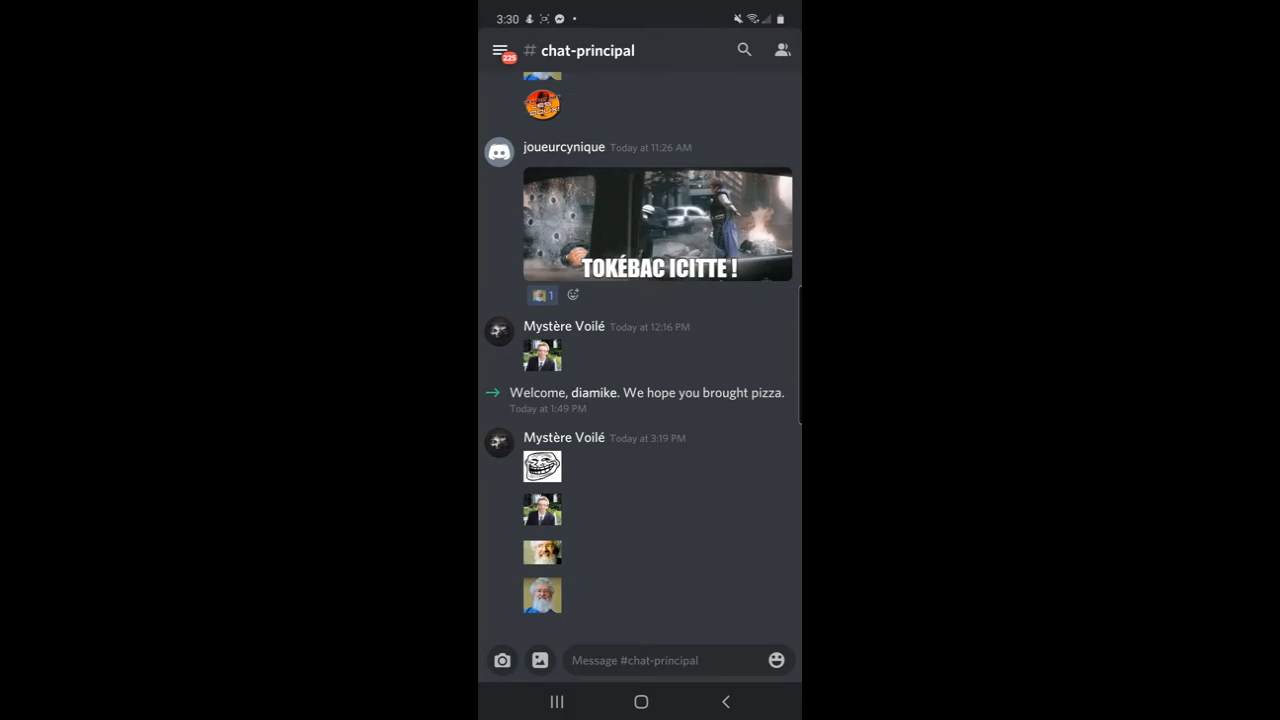 3:30
225
# chat-principal
joueurcynique Today at 11:26 AM
TOKÉBAC ICITTE !
1
Mystère Voilé Today at 12:16 PM
Welcome, diamike. We hope you brought pizza.
Today at 1:49 PM
Mystère Voilé Today at 3:19 PM
Message #chat-principal